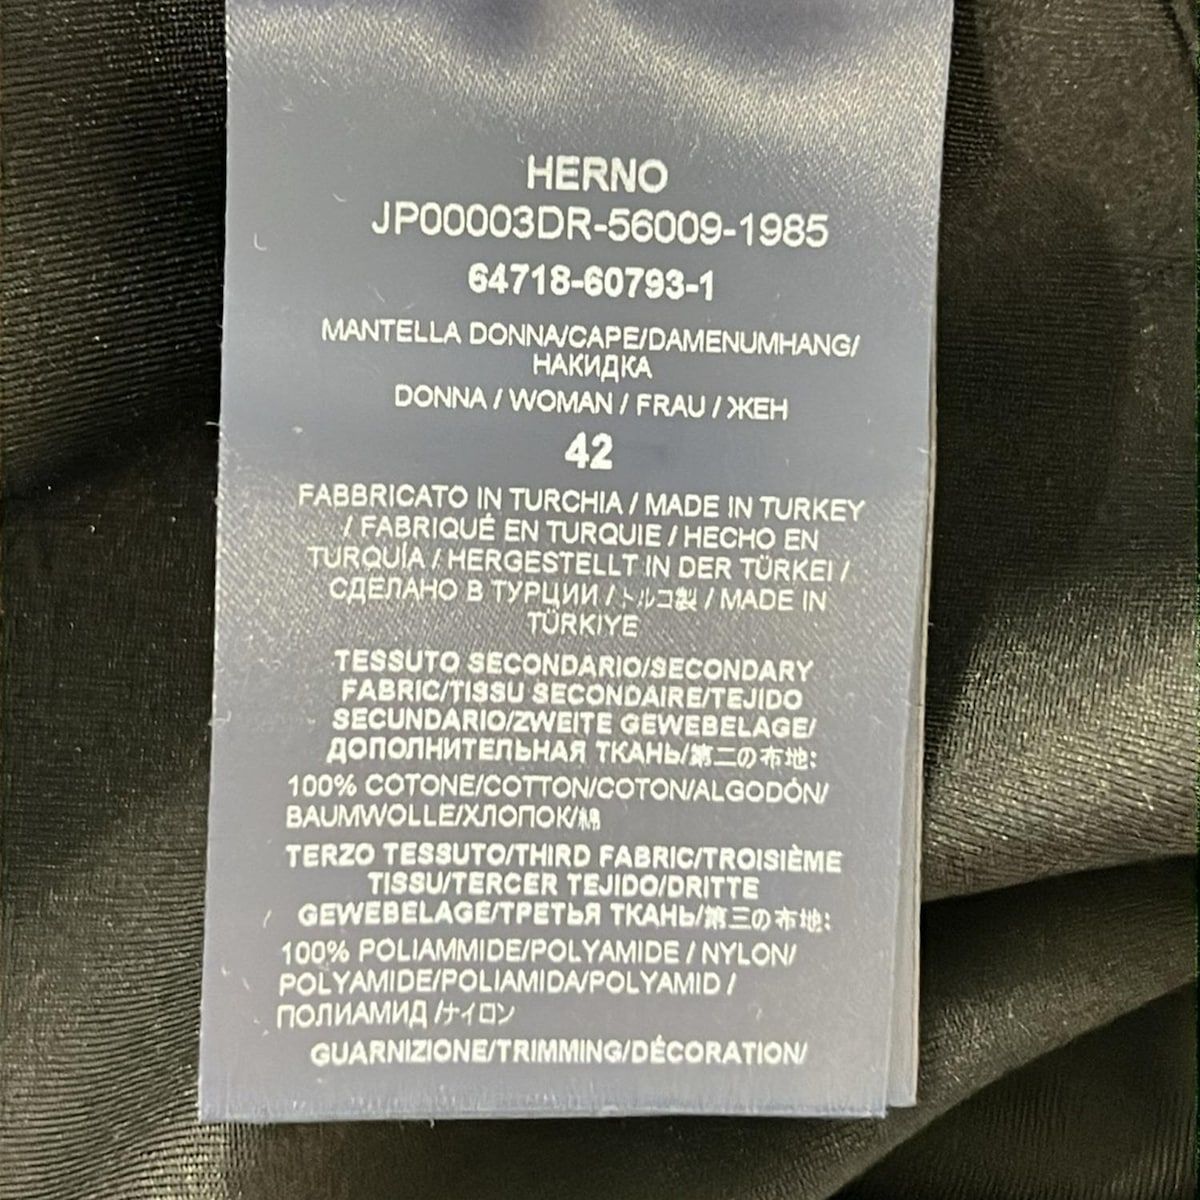 HERNO
JP00003DR-56009-1985
64718-60793-1
MANTELLA DONNA/CAPE/DAMENUMHANG/
НАКИДКА
DONNA / WOMAN / FRAU / ЖЕН
42
FABBRICATO IN TURCHIA / MADE IN TURKEY
/ FABRIQUÉ EN TURQUIE / HECHO EN
TURQUÍA / HERGESTELLT IN DER TÜRKEI /
СДЕЛАНО В ТУРЦИИ / トルコ製 / MADE IN
TÜRKIYE
TESSUTO SECONDARIO/SECONDARY
FABRIC/TISSU SECONDAIRE/TEJIDO
SECUNDARIO/ZWEITE GEWEBELAGE/
ДОПОЛНИТЕЛЬНАЯ ТКАНЬ/第二の布地:
100% COTONE/COTTON/COTON/ALGODÓN/
BAUMWOLLE/ХЛОПОК/綿
TERZO TESSUTO/THIRD FABRIC/TROISIÈME
TISSU/TERCER TEJIDO/DRITTE
GEWEBELAGE/ТРЕТЬЯ ТКАНЬ/第三の布地:
100% POLIAMMIDE/POLYAMIDE / NYLON/
POLYAMIDE/POLIAMIDA/POLYAMID /
ПОЛИАМИД /ナイロン
GUARNIZIONE/TRIMMING/DÉCORATION/